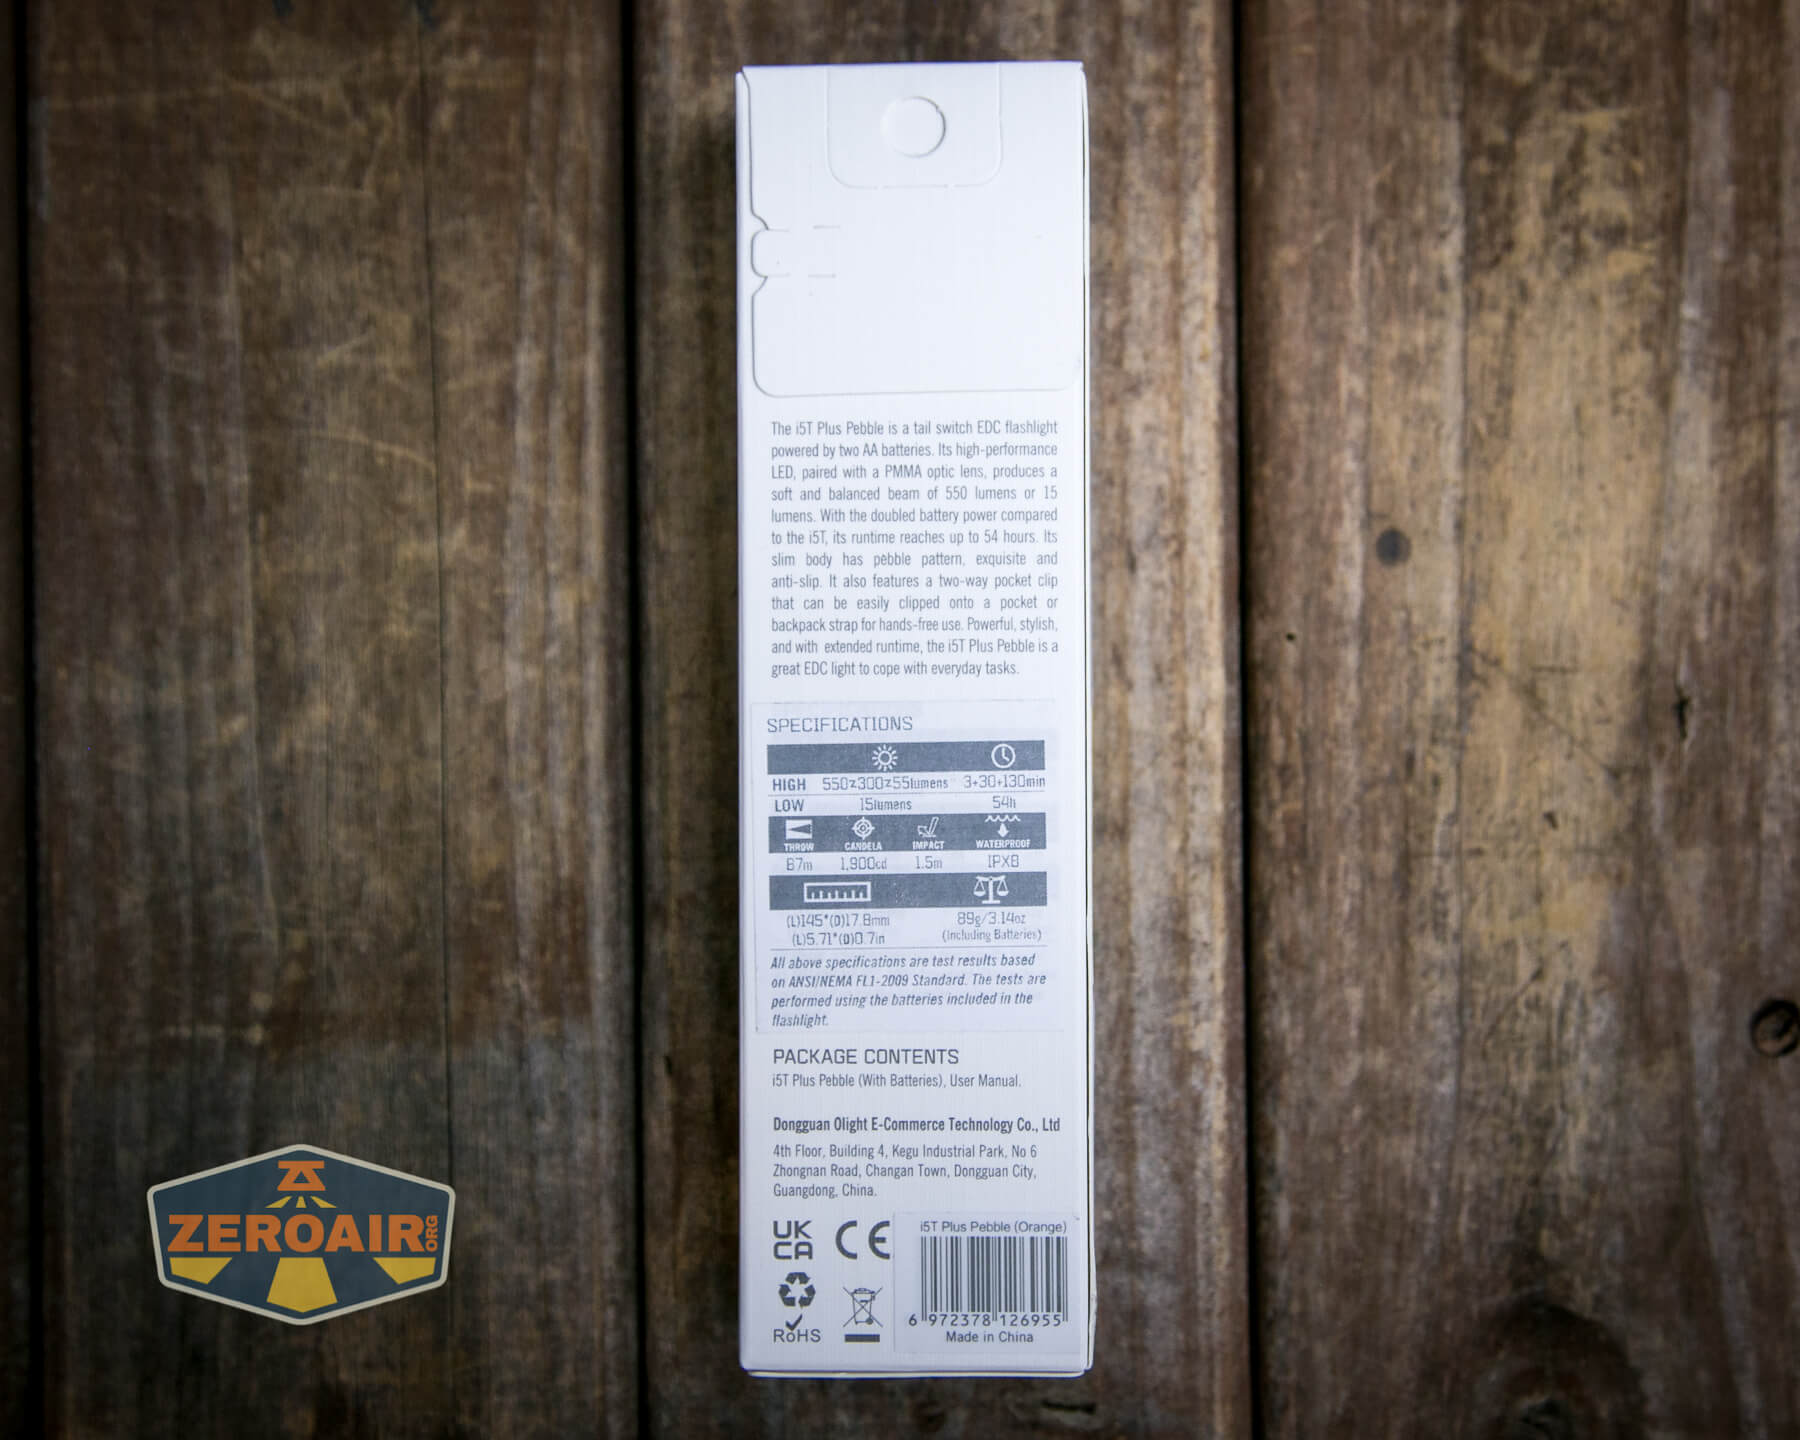 The i5T Plus Pebble is a tail switch EDC flashlight
powered by two AA batteries. Its high-performance
LED, paired with a PMMA optic lens, produces a
soft and balanced beam of 550 lumens or 15
lumens. With the doubled battery power compared
to the i5T, its runtime reaches up to 54 hours. Its
slim body has pebble pattern, exquisite and
anti-slip. It also features a two-way pocket clip
that can be easily clipped onto a pocket or
backpack strap for hands-free use. Powerful, stylish,
and with extended runtime, the i5T Plus Pebble is a
great EDC light to cope with everyday tasks.
SPECIFICATIONS
HIGH 550≥300≥55lumens 3+30+130min
LOW 15lumens 54h
THROW CANDELA IMPACT WATERPROOF
87m 1,900cd 1.5m IPX8
(L)145*(D)17.8mm 89g/3.14oz
(L)5.71*(D)0.7in (Including Batteries)
All above specifications are test results based
on ANSI/NEMA FL1-2009 Standard. The tests are
performed using the batteries included in the
flashlight.
PACKAGE CONTENTS
i5T Plus Pebble (With Batteries), User Manual.
Dongguan Olight E-Commerce Technology Co., Ltd
4th Floor, Building 4, Kegu Industrial Park, No 6
Zhongnan Road, Changan Town, Dongguan City,
Guangdong, China.
UK
CA
CE
RoHS
i5T Plus Pebble (Orange)
6 972378 126955
Made in China
ZEROAIR.ORG